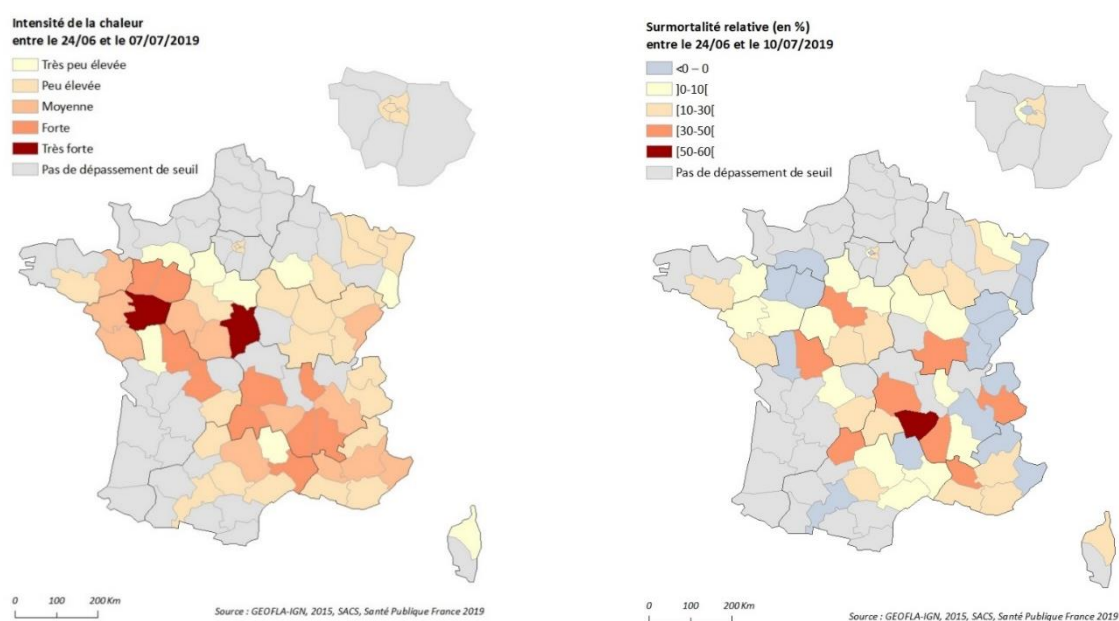 Intensité de la chaleur
entre le 24/06 et le 07/07/2019
Très peu élevée
Peu élevée
Moyenne
Forte
Très forte
Pas de dépassement de seuil
0 100 200 Km
Source : GEOFLA-IGN, 2015, SACS, Santé Publique France 2019
Surmortalité relative (en %)
entre le 24/06 et le 10/07/2019
<0 – 0
]0-10[
[10-30[
[30-50[
[50-60[
Pas de dépassement de seuil
0 100 200 Km
Source : GEOFLA-IGN, 2015, SACS, Santé Publique France 2019